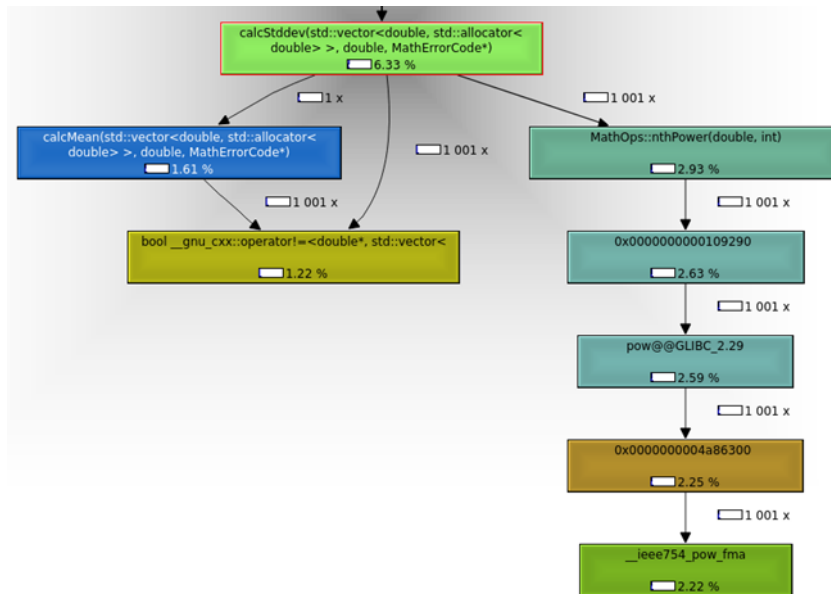 calcStddev(std::vector<double, std::allocator<
double> >, double, MathErrorCode*)
6.33 %
1 x
1 001 x
calcMean(std::vector<double, std::allocator<
double> >, double, MathErrorCode*)
1.61 %
1 001 x
MathOps::nthPower(double, int)
2.93 %
1 001 x
1 001 x
bool __gnu_cxx::operator!=<double*, std::vector<
1.22 %
0x0000000000109290
2.63 %
1 001 x
pow@@GLIBC_2.29
2.59 %
1 001 x
0x0000000004a86300
2.25 %
1 001 x
__ieee754_pow_fma
2.22 %